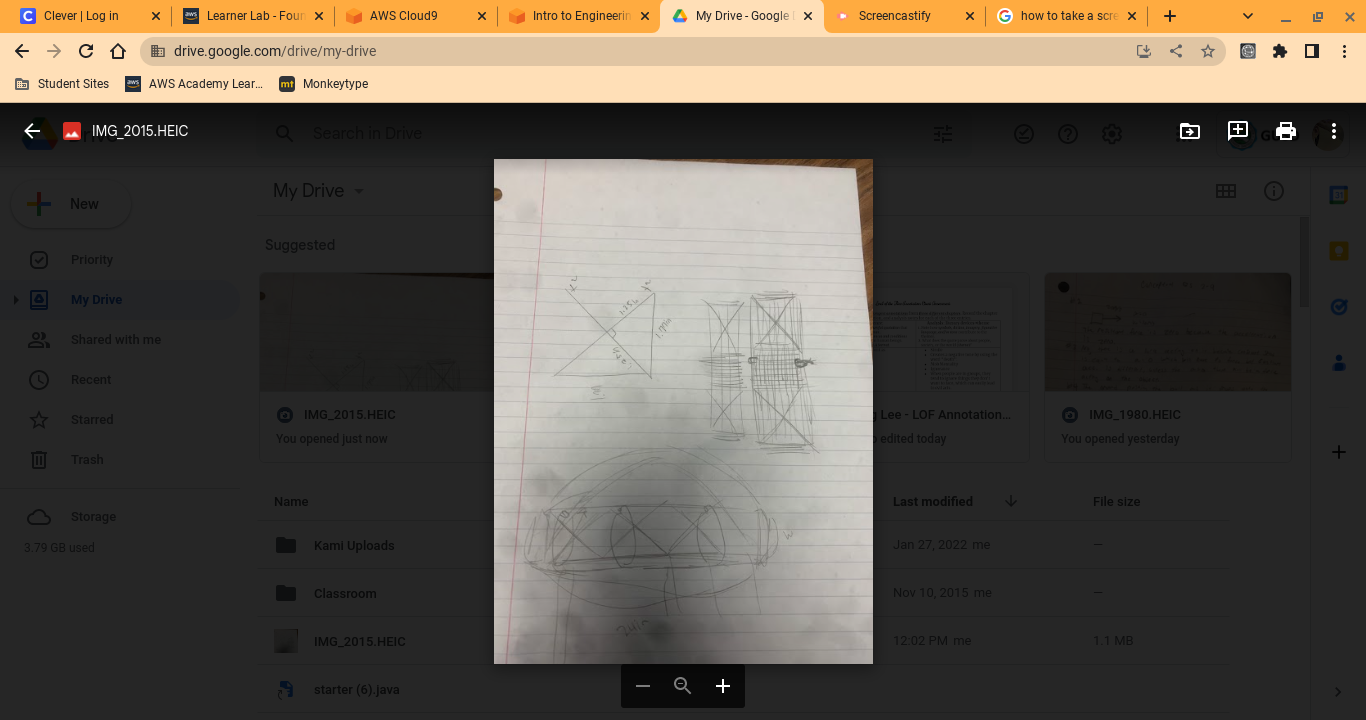 Clever | Log in
Learner Lab - Foun
AWS Cloud9
Intro to Engineerin
My Drive - Google
Screencastify
how to take a scre
drive.google.com/drive/my-drive
Student Sites
AWS Academy Lear...
Monkeytype
IMG_2015.HEIC
Search in Drive
New
My Drive
Priority
Suggested
My Drive
Shared with me
Recent
Starred
Trash
Storage
3.79 GB used
IMG_2015.HEIC
You opened just now
g Lee - LOF Annotation...
edited today
IMG_1980.HEIC
You opened yesterday
Name
Last modified
File size
Kami Uploads
Jan 27, 2022 me
—
Classroom
Nov 10, 2015 me
—
IMG_2015.HEIC
12:02 PM me
1.1 MB
starter (6).java